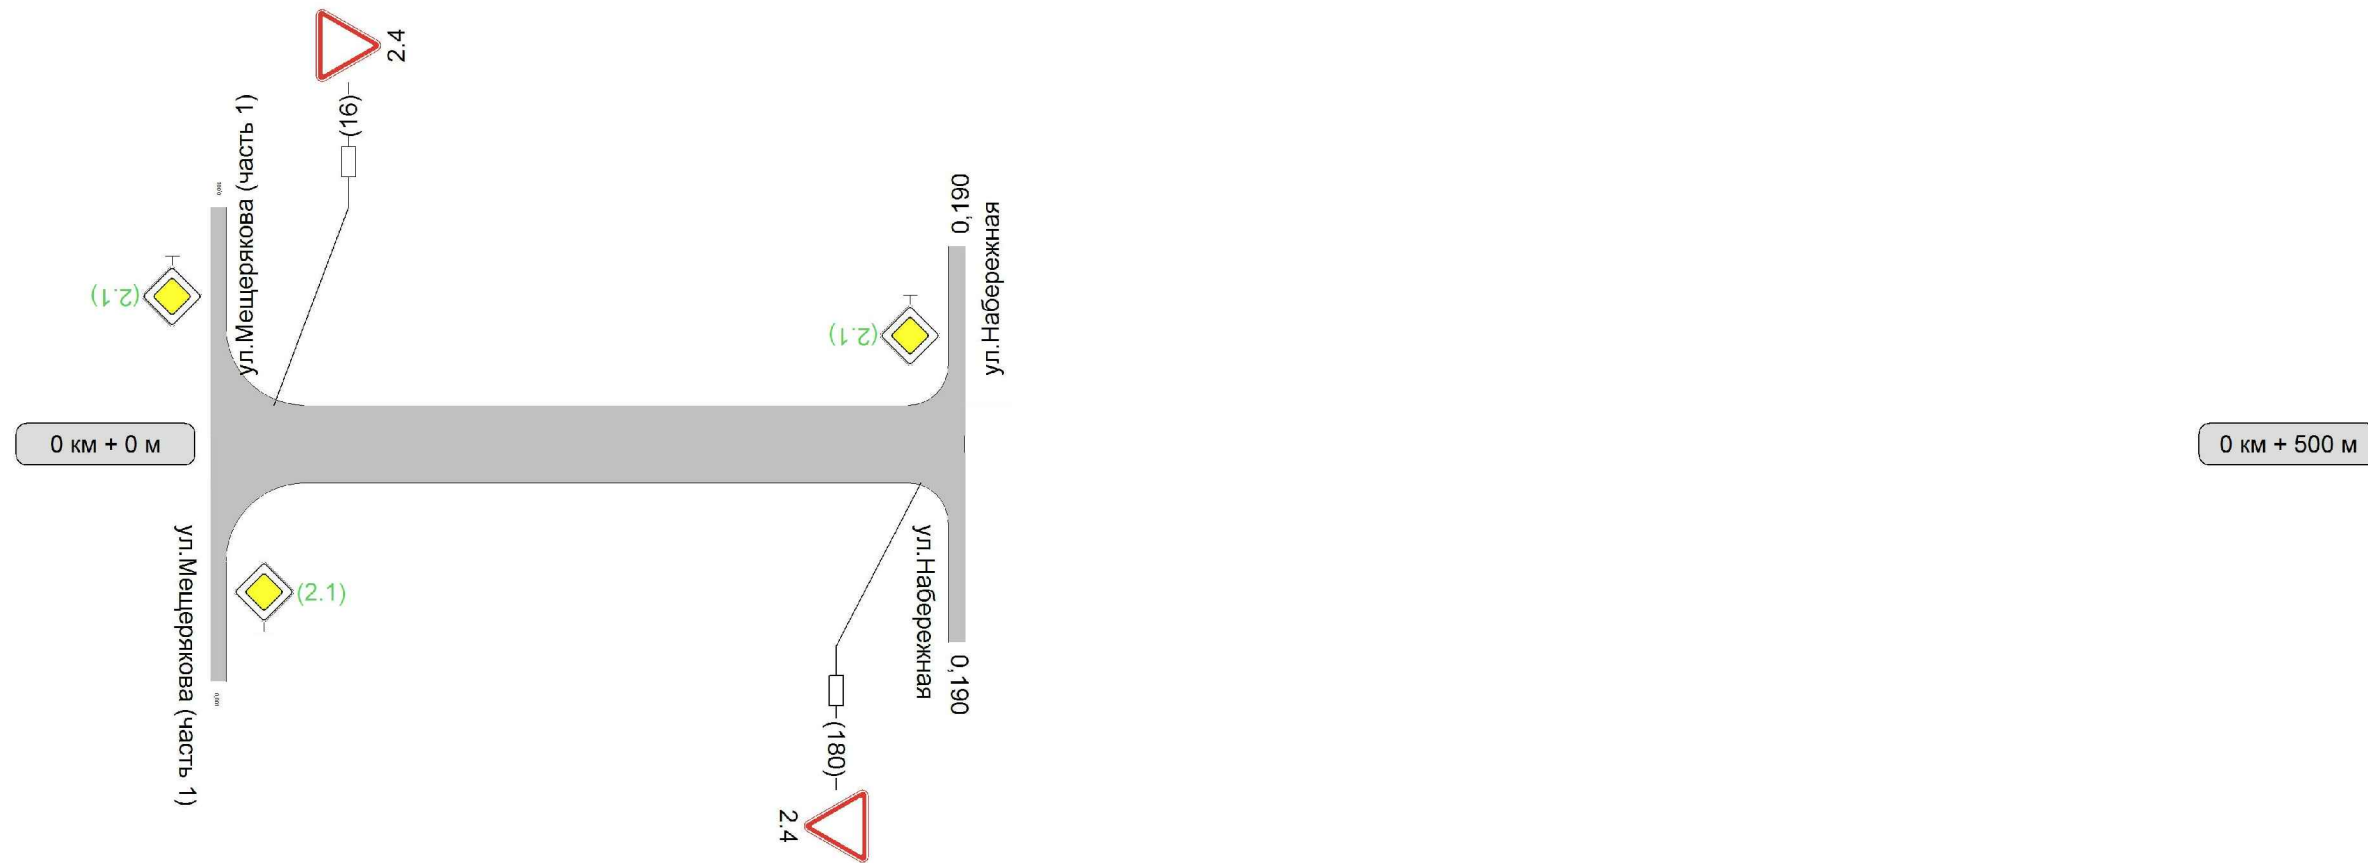 2.4
(16)
ул.Мещерякова (часть 1)
(2.1)
0,190
ул.Набережная
(2.1)
0 км + 0 м
0 км + 500 м
ул.Мещерякова (часть 1)
(2.1)
ул.Набережная
0,190
(180)
2.4